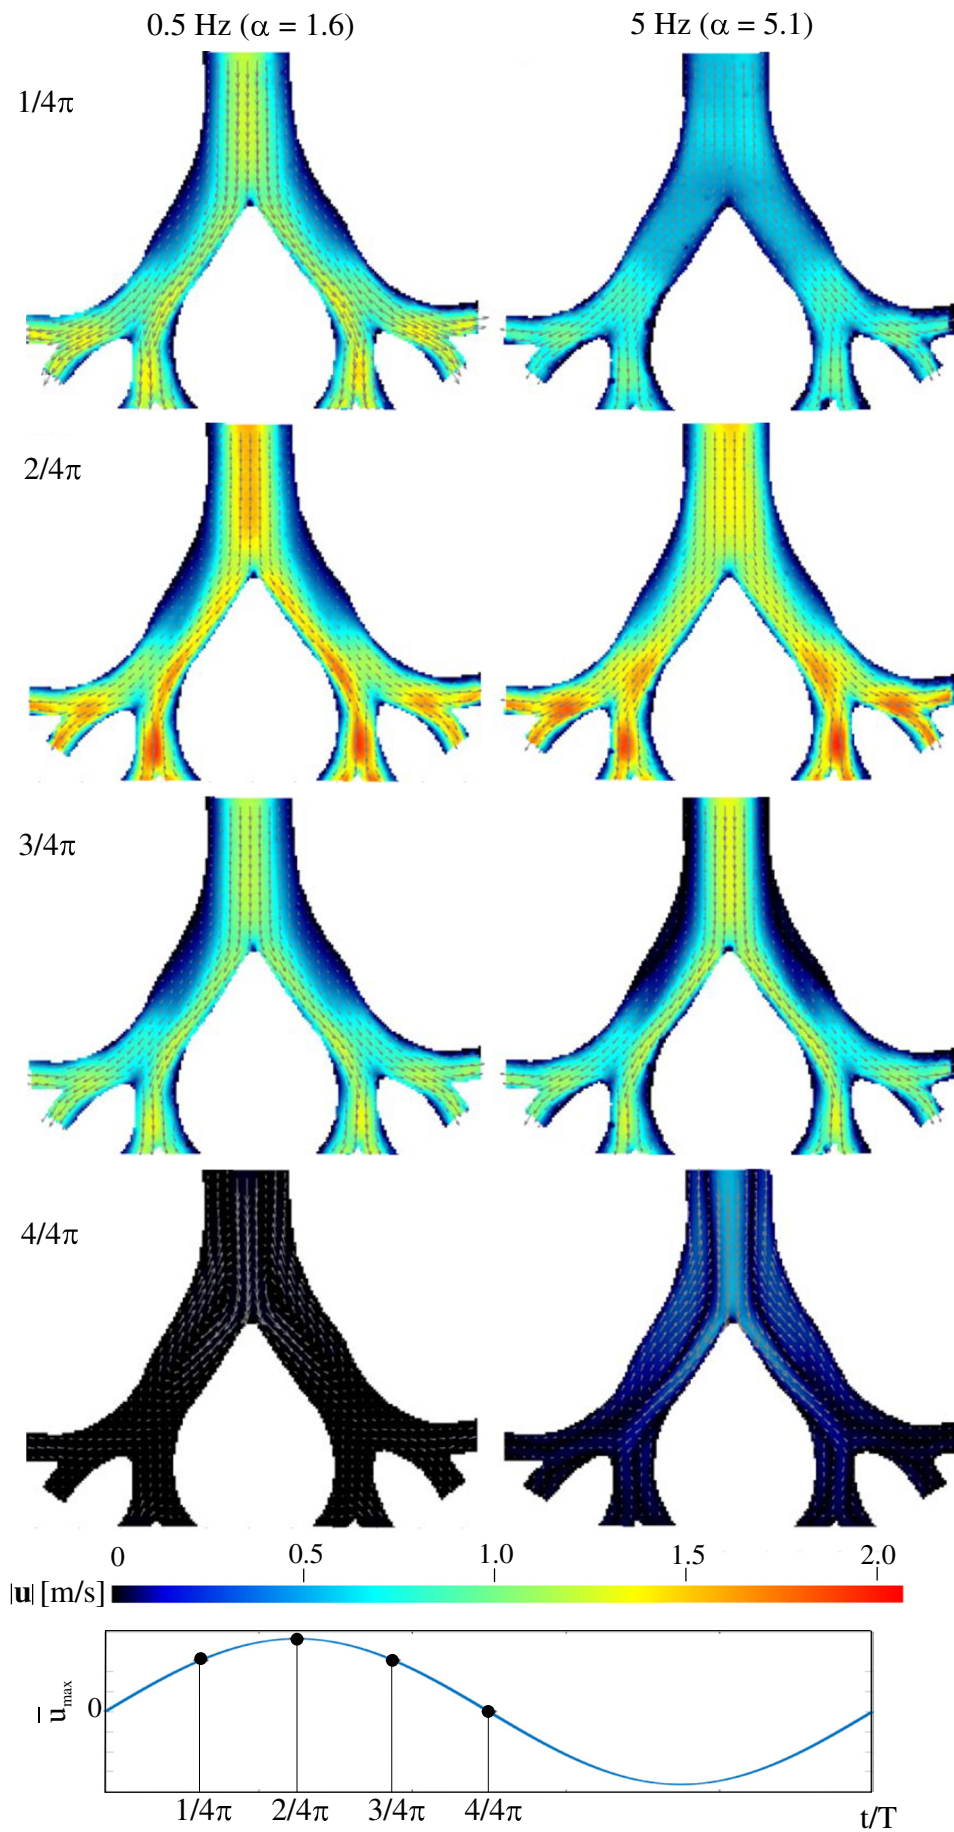 0.5 Hz (α = 1.6) 5 Hz (α = 5.1)
1/4π
2/4π
3/4π
4/4π
0 0.5 1.0 1.5 2.0
|u| [m/s]
u̅max 0
1/4π 2/4π 3/4π 4/4π t/T